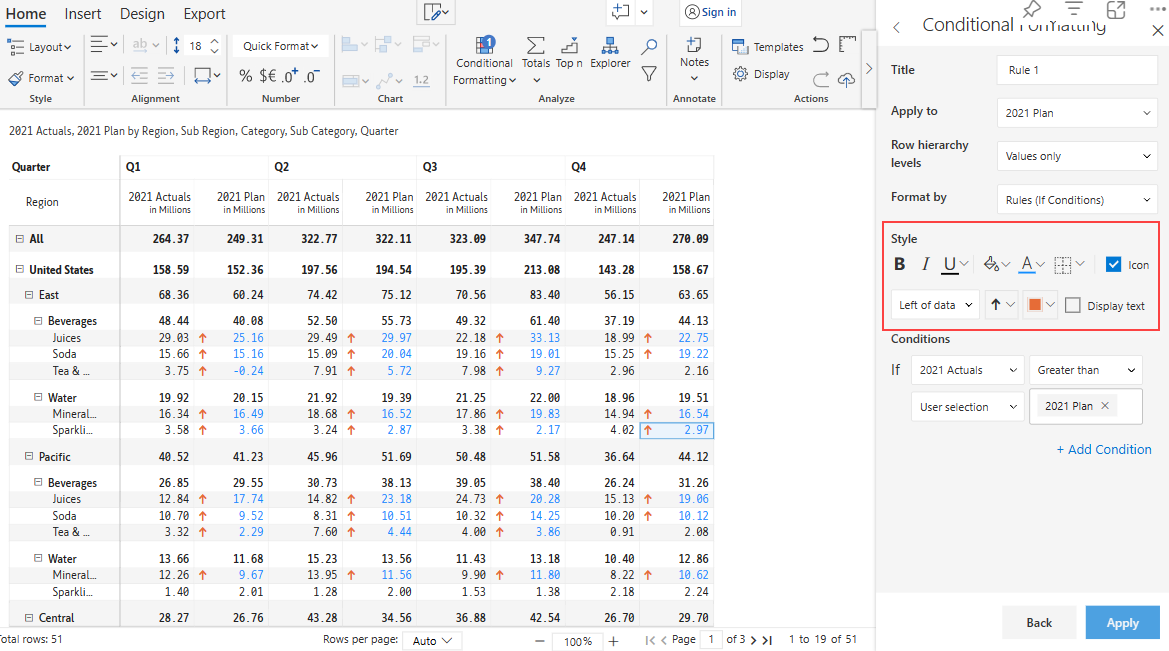 Home Insert Design Export
Sign in
Layout
ab
18
Quick Format
Conditional Formatting
Totals
Top n
Explorer
Notes
Templates
Format
% $€ .0+ .0-
1.2
Display
Style
Alignment
Number
Chart
Analyze
Annotate
Actions
2021 Actuals, 2021 Plan by Region, Sub Region, Category, Sub Category, Quarter
Quarter Q1 Q2 Q3 Q4
Region 2021 Actuals 2021 Plan 2021 Actuals 2021 Plan 2021 Actuals 2021 Plan 2021 Actuals 2021 Plan
in Millions in Millions in Millions in Millions in Millions in Millions in Millions in Millions
All 264.37 249.31 322.77 322.11 323.09 347.74 247.14 270.09
United States 158.59 152.36 197.56 194.54 195.39 213.08 143.28 158.67
East 68.36 60.24 74.42 75.12 70.56 83.40 56.15 63.65
Beverages 48.44 40.08 52.50 55.73 49.32 61.40 37.19 44.13
Juices 29.03 ↑ 25.16 29.49 ↑ 29.97 22.18 ↑ 33.13 18.99 ↑ 22.75
Soda 15.66 ↑ 15.16 15.09 ↑ 20.04 19.16 ↑ 19.01 15.25 ↑ 19.22
Tea & ... 3.75 ↑ -0.24 7.91 ↑ 5.72 7.98 ↑ 9.27 2.96 2.16
Water 19.92 20.15 21.92 19.39 21.25 22.00 18.96 19.51
Mineral... 16.34 ↑ 16.49 18.68 ↑ 16.52 17.86 ↑ 19.83 14.94 ↑ 16.54
Sparkli... 3.58 ↑ 3.66 3.24 ↑ 2.87 3.38 ↑ 2.17 4.02 ↑ 2.97
Pacific 40.52 41.23 45.96 51.69 50.48 51.58 36.64 44.12
Beverages 26.85 29.55 30.73 38.13 39.05 38.40 26.24 31.26
Juices 12.84 ↑ 17.74 14.82 ↑ 23.18 24.73 ↑ 20.28 15.13 ↑ 19.06
Soda 10.70 ↑ 9.52 8.31 ↑ 10.51 10.32 ↑ 14.25 10.20 ↑ 10.12
Tea & ... 3.32 ↑ 2.29 7.60 ↑ 4.44 4.00 ↑ 3.86 0.91 2.08
Water 13.66 11.68 15.23 13.56 11.43 13.18 10.40 12.86
Mineral... 12.26 ↑ 9.67 13.95 ↑ 11.56 9.90 ↑ 11.80 8.22 ↑ 10.62
Sparkli... 1.40 2.01 1.28 2.00 1.53 1.38 2.18 2.24
Central 28.27 26.76 43.28 34.56 36.88 42.54 26.70 29.70
otal rows: 51 Rows per page: Auto 100% Page 1 of 3 1 to 19 of 51
Conditional Formatting
Title Rule 1
Apply to 2021 Plan
Row hierarchy levels Values only
Format by Rules (If Conditions)
Style
B I U A Icon
Left of data Display text
Conditions
If 2021 Actuals Greater than
User selection 2021 Plan ×
+ Add Condition
Back Apply